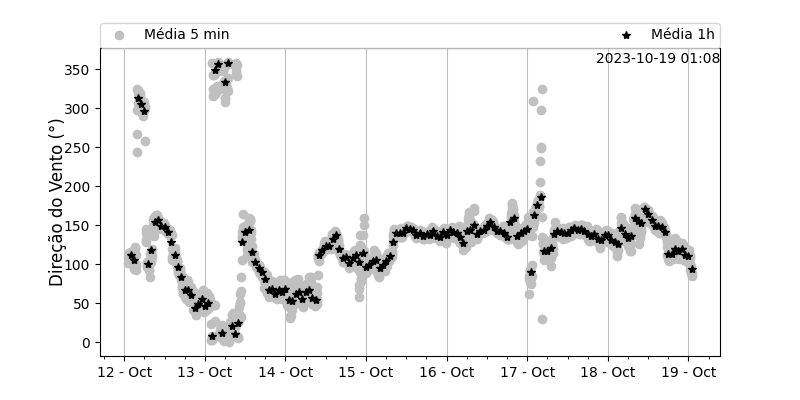 Média 5 min
Média 1h
2023-10-19 01:08
Direção do Vento (°)
350
300
250
200
150
100
50
0
12 - Oct
13 - Oct
14 - Oct
15 - Oct
16 - Oct
17 - Oct
18 - Oct
19 - Oct